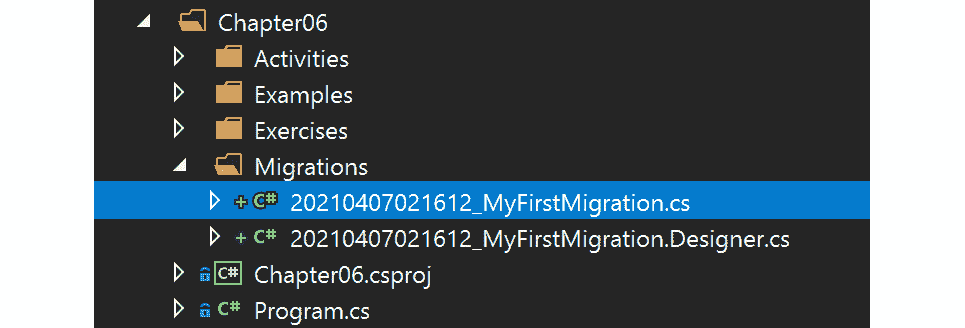 Chapter06
Activities
Examples
Exercises
Migrations
+ C# 20210407021612_MyFirstMigration.cs
+ C# 20210407021612_MyFirstMigration.Designer.cs
C# Chapter06.csproj
C# Program.cs